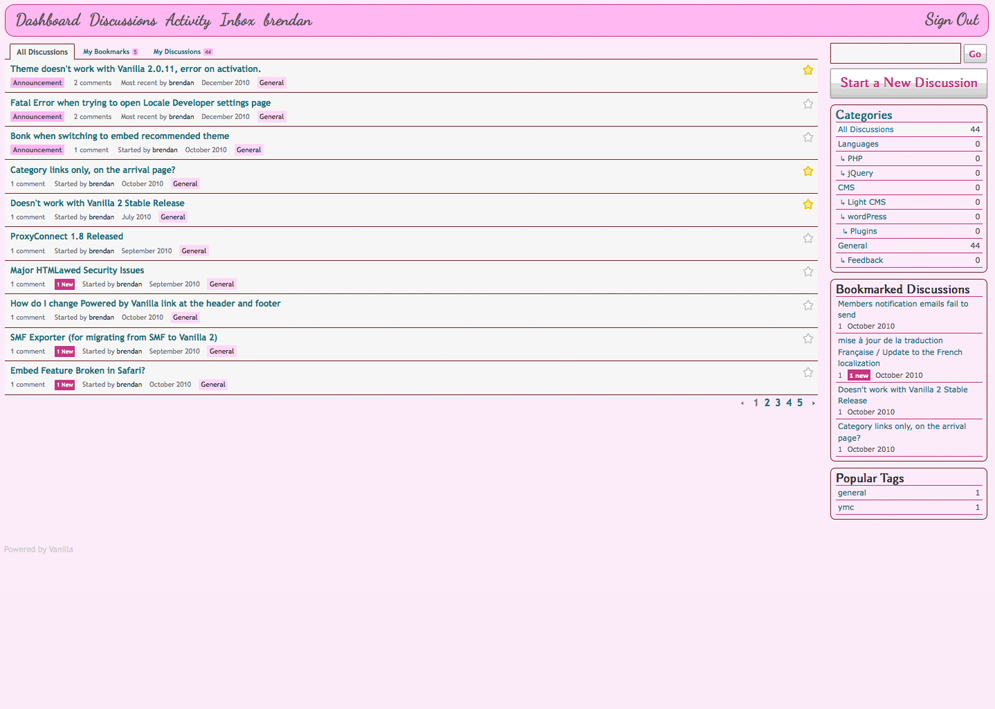 Dashboard Discussions Activity Inbox brendan Sign Out
All Discussions My Bookmarks 5 My Discussions 44
Theme doesn't work with Vanilla 2.0.11, error on activation.
Announcement 2 comments Most recent by brendan December 2010 General
Fatal Error when trying to open Locale Developer settings page
Announcement 2 comments Most recent by brendan December 2010 General
Bonk when switching to embed recommended theme
Announcement 1 comment Started by brendan October 2010 General
Category links only, on the arrival page?
1 comment Started by brendan October 2010 General
Doesn't work with Vanilla 2 Stable Release
1 comment Started by brendan July 2010 General
ProxyConnect 1.8 Released
1 comment Started by brendan September 2010 General
Major HTMLawed Security Issues
1 comment 1 New Started by brendan September 2010 General
How do I change Powered by Vanilla link at the header and footer
1 comment Started by brendan October 2010 General
SMF Exporter (for migrating from SMF to Vanilla 2)
1 comment 1 New Started by brendan September 2010 General
Embed Feature Broken in Safari?
1 comment 1 New Started by brendan October 2010 General
‹ 1 2 3 4 5 ›
Go
Start a New Discussion
Categories
All Discussions 44
Languages 0
↳ PHP 0
↳ jQuery 0
CMS 0
↳ Light CMS 0
↳ wordPress 0
↳ Plugins 0
General 44
↳ Feedback 0
Bookmarked Discussions
Members notification emails fail to
send
1 October 2010
mise à jour de la traduction
Française / Update to the French
localization
1 1 new October 2010
Doesn't work with Vanilla 2 Stable
Release
1 October 2010
Category links only, on the arrival
page?
1 October 2010
Popular Tags
general 1
ymc 1
Powered by Vanilla